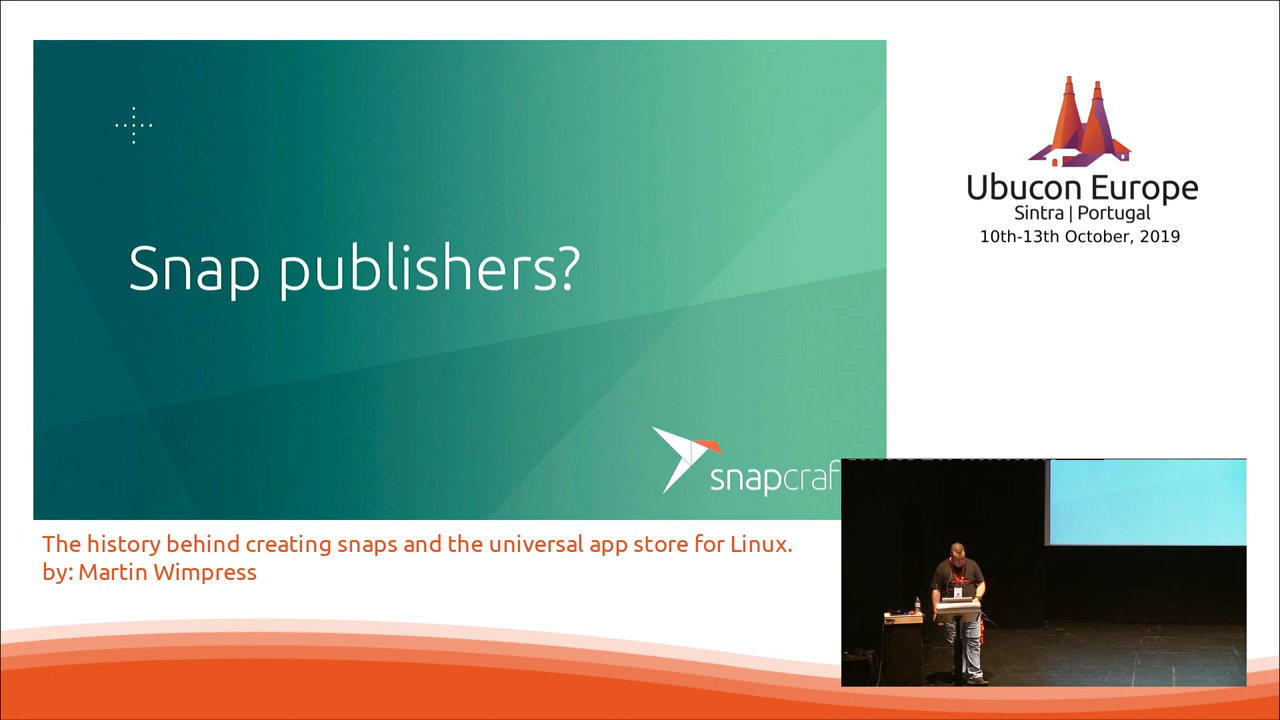 Snap publishers?
snapcraf
Ubucon Europe
Sintra | Portugal
10th-13th October, 2019
The history behind creating snaps and the universal app store for Linux.
by: Martin Wimpress